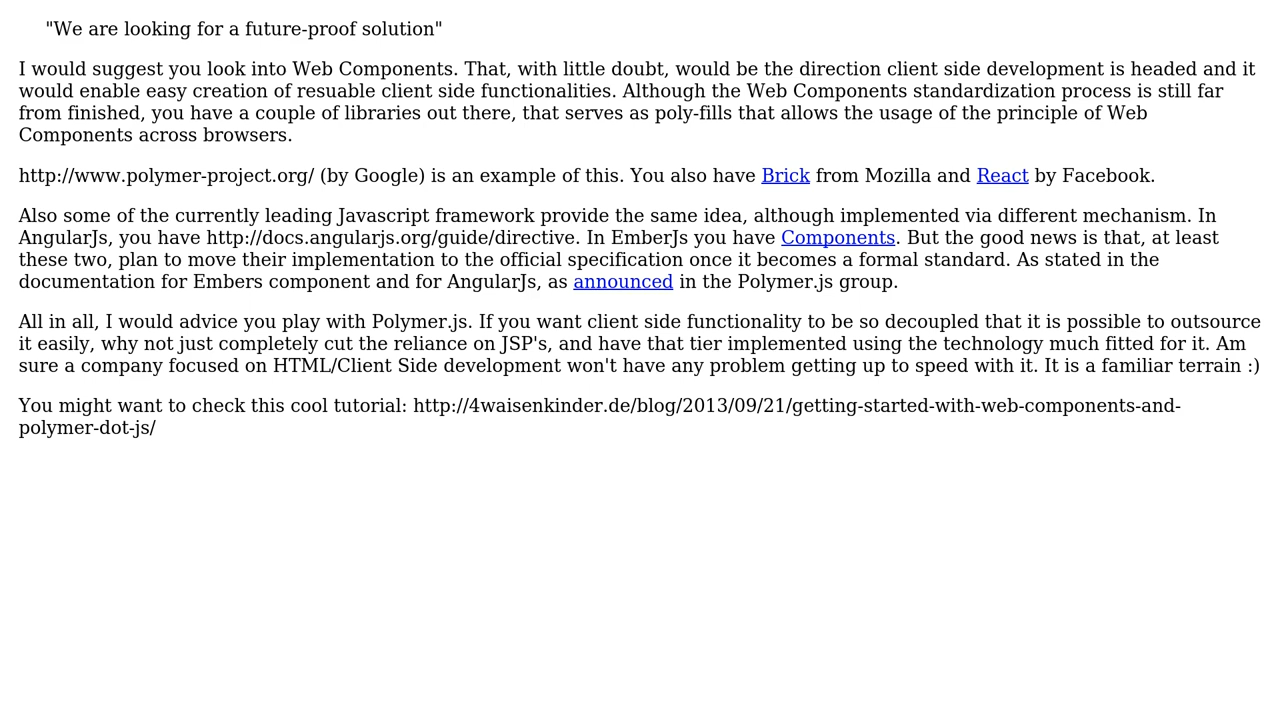 "We are looking for a future-proof solution"
I would suggest you look into Web Components. That, with little doubt, would be the direction client side development is headed and it
would enable easy creation of resuable client side functionalities. Although the Web Components standardization process is still far
from finished, you have a couple of libraries out there, that serves as poly-fills that allows the usage of the principle of Web
Components across browsers.
http://www.polymer-project.org/ (by Google) is an example of this. You also have Brick from Mozilla and React by Facebook.
Also some of the currently leading Javascript framework provide the same idea, although implemented via different mechanism. In
AngularJs, you have http://docs.angularjs.org/guide/directive. In EmberJs you have Components. But the good news is that, at least
these two, plan to move their implementation to the official specification once it becomes a formal standard. As stated in the
documentation for Embers component and for AngularJs, as announced in the Polymer.js group.
All in all, I would advice you play with Polymer.js. If you want client side functionality to be so decoupled that it is possible to outsource
it easily, why not just completely cut the reliance on JSP's, and have that tier implemented using the technology much fitted for it. Am
sure a company focused on HTML/Client Side development won't have any problem getting up to speed with it. It is a familiar terrain :)
You might want to check this cool tutorial: http://4waisenkinder.de/blog/2013/09/21/getting-started-with-web-components-and-
polymer-dot-js/